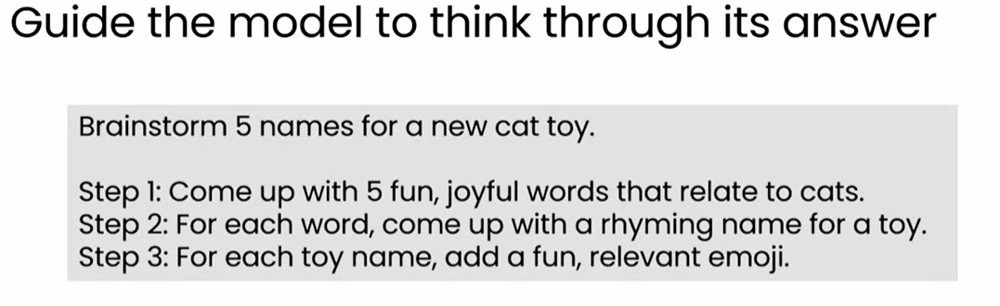 Guide the model to think through its answer
Brainstorm 5 names for a new cat toy.
Step 1: Come up with 5 fun, joyful words that relate to cats.
Step 2: For each word, come up with a rhyming name for a toy.
Step 3: For each toy name, add a fun, relevant emoji.